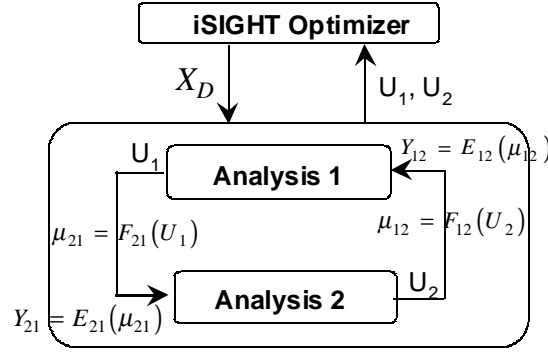 iSIGHT Optimizer
X_D
U_1, U_2
U_1
Y_12 = E_12(μ_12)
Analysis 1
μ_21 = F_21(U_1)
μ_12 = F_12(U_2)
Analysis 2
U_2
Y_21 = E_21(μ_21)